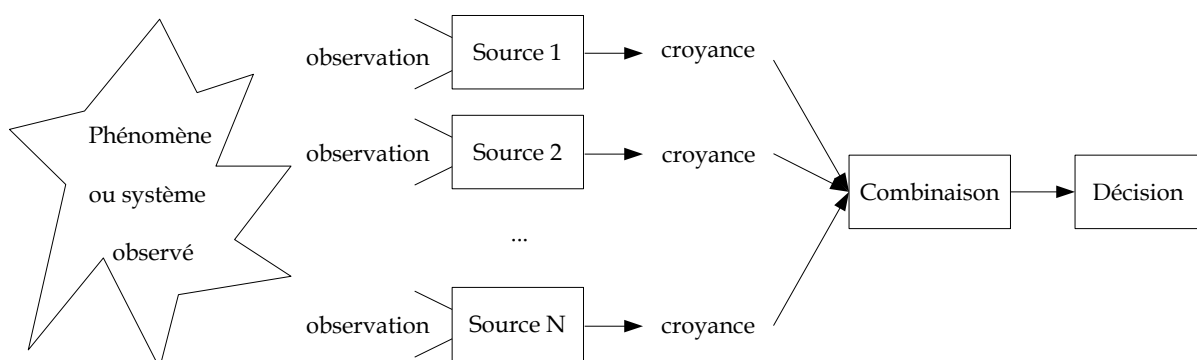 Phénomène
ou système
observé
observation
Source 1
croyance
observation
Source 2
croyance
...
observation
Source N
croyance
Combinaison
Décision